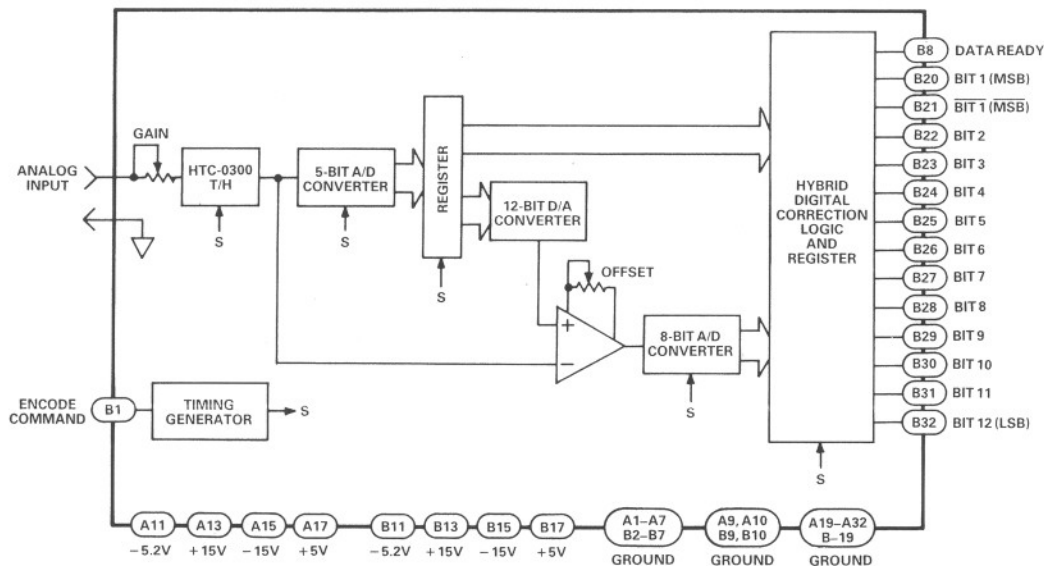 B8 DATA READY
B20 BIT 1 (MSB)
B21 BIT 1 (MSB)
B22 BIT 2
B23 BIT 3
B24 BIT 4
B25 BIT 5
B26 BIT 6
B27 BIT 7
B28 BIT 8
B29 BIT 9
B30 BIT 10
B31 BIT 11
B32 BIT 12 (LSB)
ANALOG
INPUT
GAIN
HTC-0300
T/H
S
5-BIT A/D
CONVERTER
S
REGISTER
S
12-BIT D/A
CONVERTER
OFFSET
+
−
8-BIT A/D
CONVERTER
S
HYBRID
DIGITAL
CORRECTION
LOGIC
AND
REGISTER
S
ENCODE
COMMAND
B1
TIMING
GENERATOR
S
A11 A13 A15 A17 B11 B13 B15 B17
−5.2V +15V −15V +5V −5.2V +15V −15V +5V
A1–A7
B2–B7
GROUND
A9, A10
B9, B10
GROUND
A19–A32
B–19
GROUND